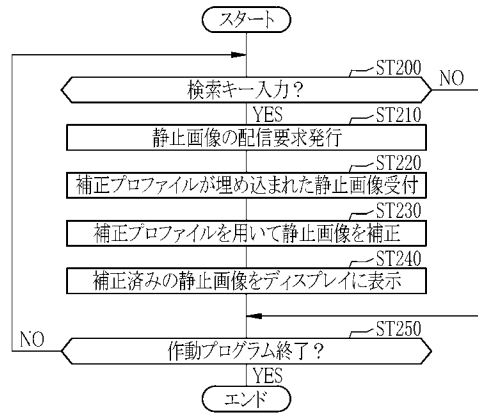 スタート
ST200
検索キー入力?
NO
YES
ST210
静止画像の配信要求発行
ST220
補正プロファイルが埋め込まれた静止画像受付
ST230
補正プロファイルを用いて静止画像を補正
ST240
補正済みの静止画像をディスプレイに表示
ST250
NO
作動プログラム終了?
YES
エンド